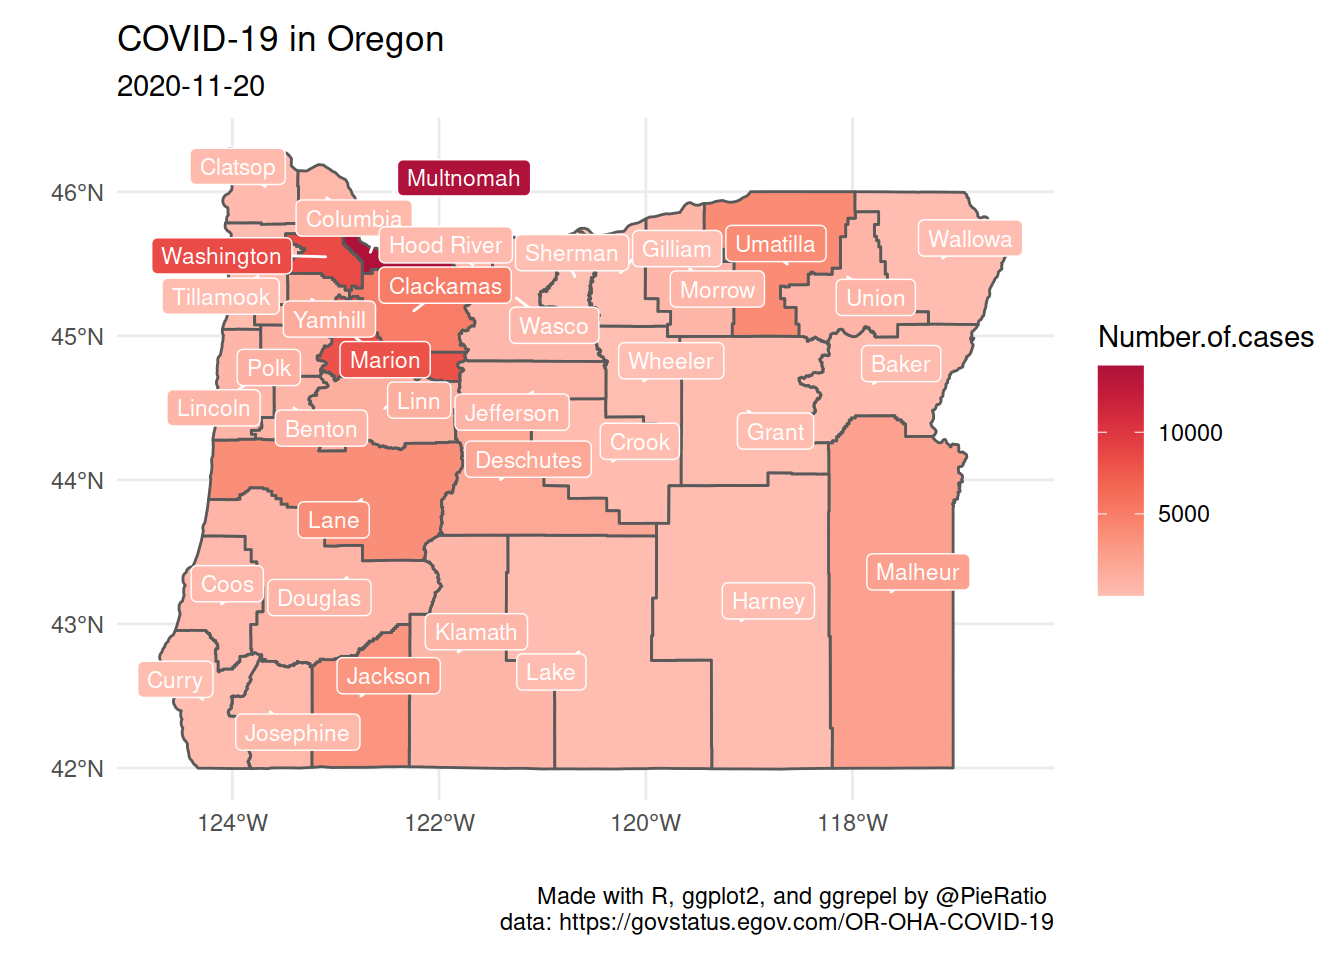 COVID-19 in Oregon
2020-11-20
46°N
45°N
44°N
43°N
42°N
124°W
122°W
120°W
118°W
Clatsop
Multnomah
Columbia
Washington
Hood River
Sherman
Gilliam
Umatilla
Wallowa
Tillamook
Clackamas
Morrow
Union
Yamhill
Wasco
Marion
Wheeler
Baker
Polk
Lincoln
Linn
Jefferson
Benton
Crook
Grant
Deschutes
Lane
Coos
Douglas
Malheur
Harney
Klamath
Curry
Jackson
Lake
Josephine
Number.of.cases
10000
5000
Made with R, ggplot2, and ggrepel by @PieRatio
data: https://govstatus.egov.com/OR-OHA-COVID-19